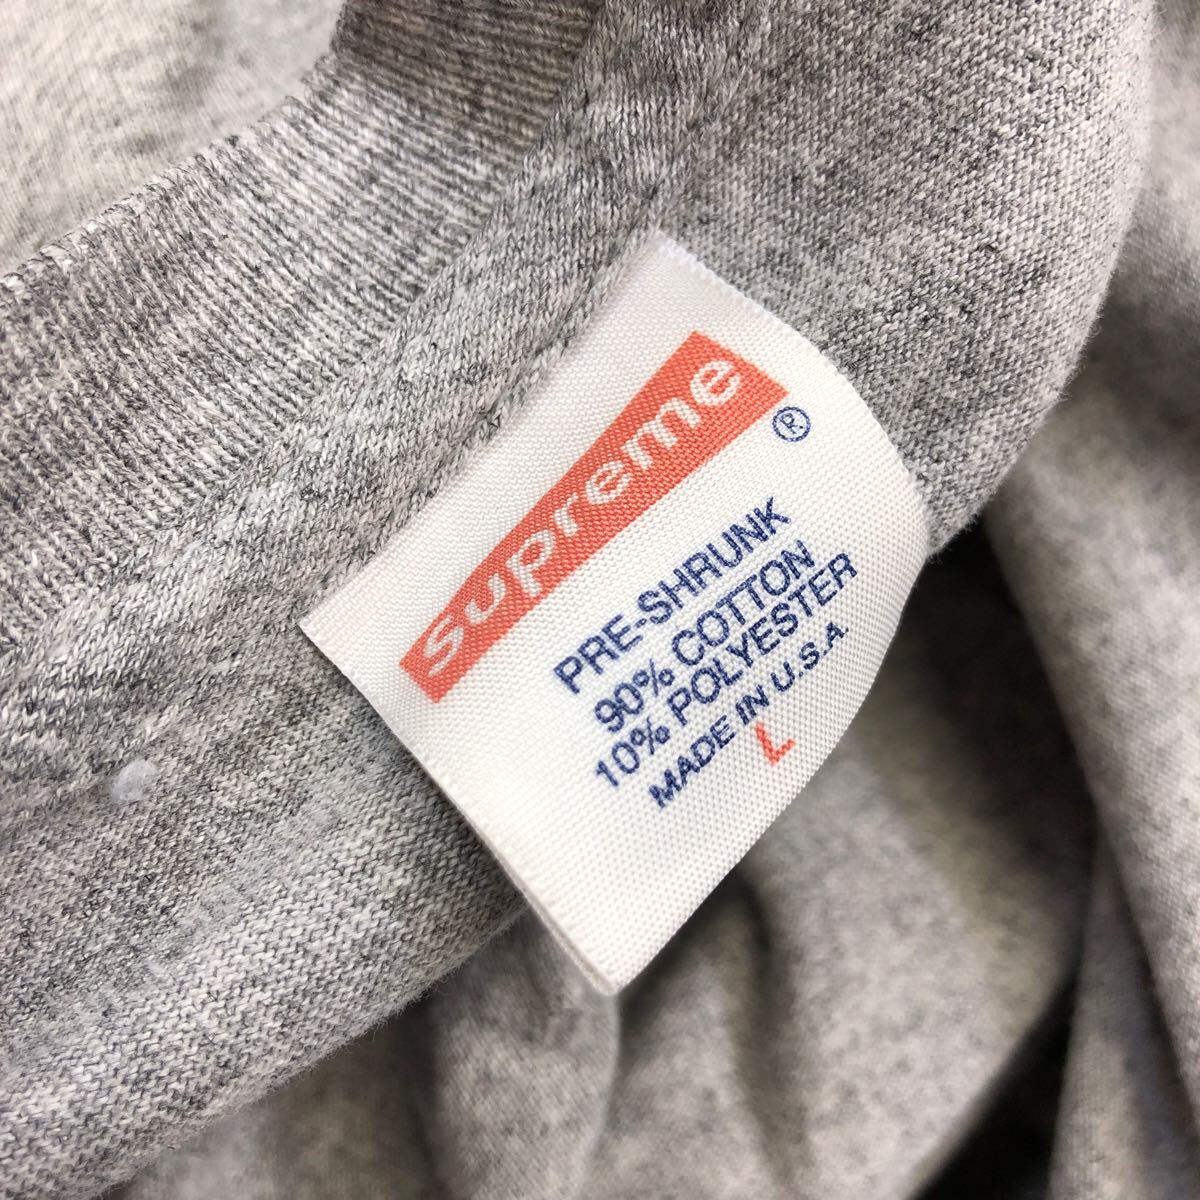 Supreme
®
PRE-SHRUNK
90% COTTON
10% POLYESTER
MADE IN U.S.A
L